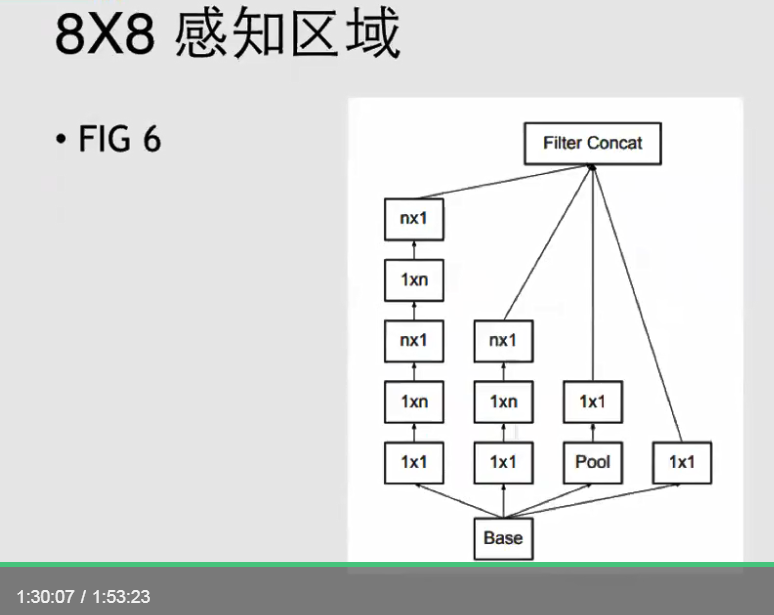 8X8 感知区域
• FIG 6
Filter Concat
nx1
1xn
nx1 nx1
1xn 1xn 1x1
1x1 1x1 Pool 1x1
Base
1:30:07 / 1:53:23